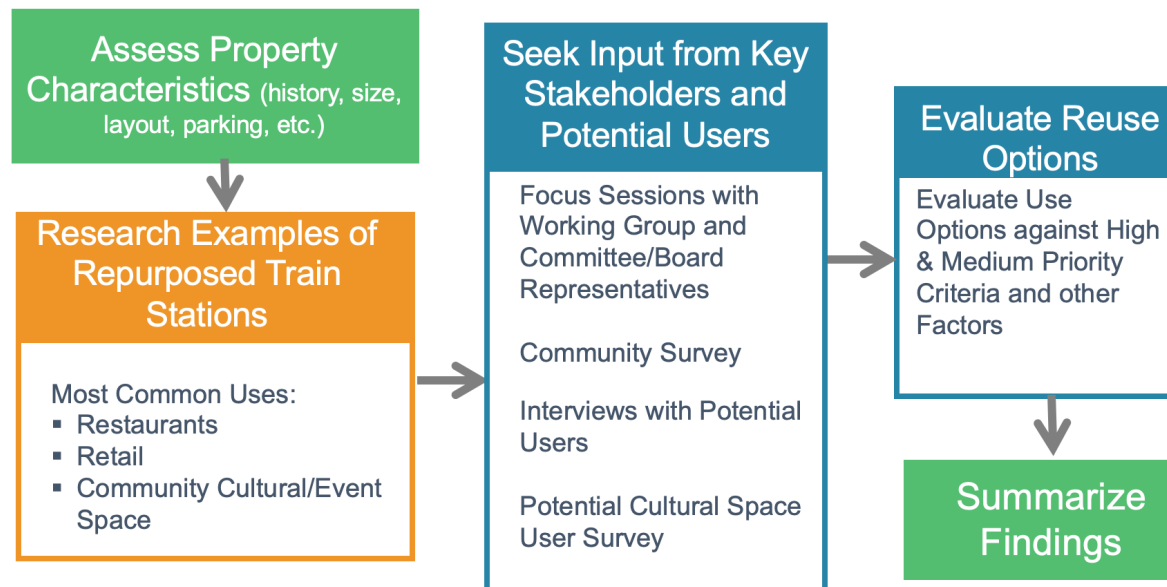 Assess Property
Characteristics (history, size,
layout, parking, etc.)
Research Examples of
Repurposed Train
Stations
Most Common Uses:
▪ Restaurants
▪ Retail
▪ Community Cultural/Event
Space
Seek Input from Key
Stakeholders and
Potential Users
Focus Sessions with
Working Group and
Committee/Board
Representatives
Community Survey
Interviews with Potential
Users
Potential Cultural Space
User Survey
Evaluate Reuse
Options
Evaluate Use
Options against High
& Medium Priority
Criteria and other
Factors
Summarize
Findings